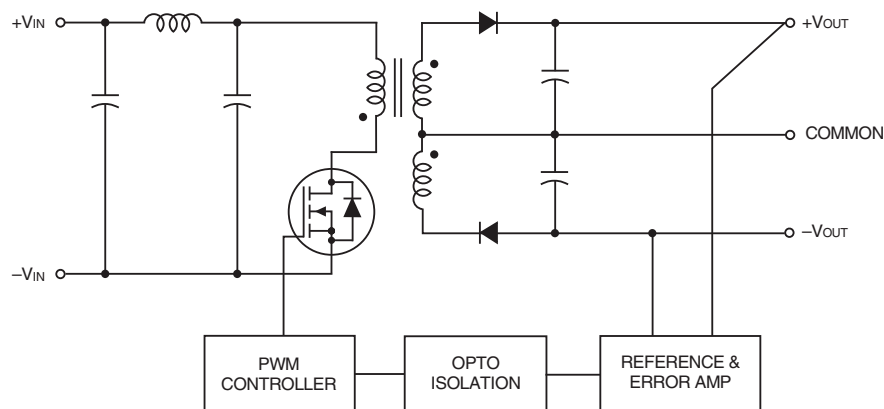 +VIN
+VOUT
COMMON
–VOUT
–VIN
PWM
CONTROLLER
OPTO
ISOLATION
REFERENCE &
ERROR AMP